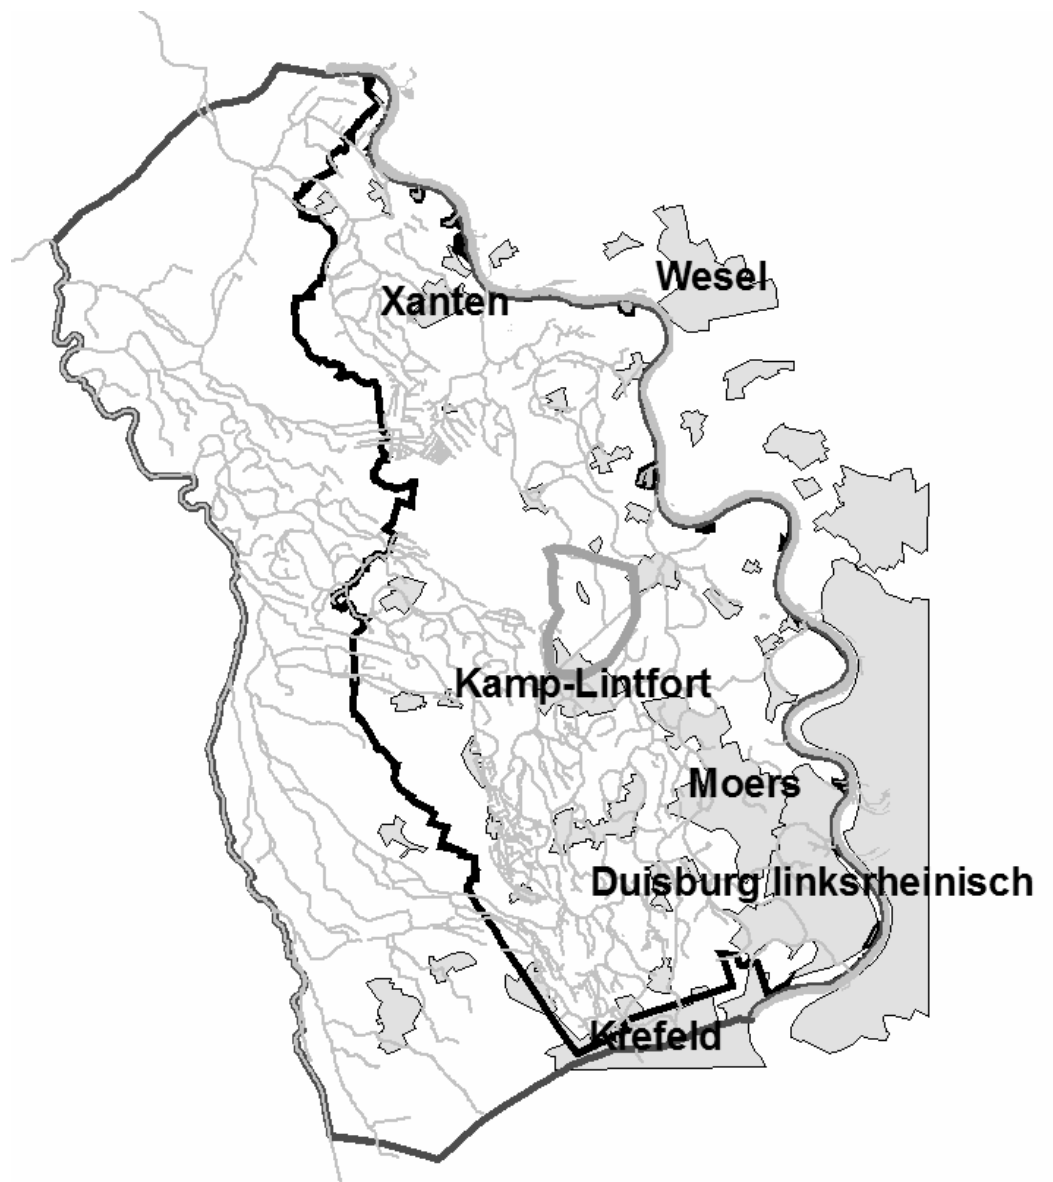 Wesel
Xanten
Kamp-Lintfort
Moers
Duisburg linksrheinisch
Krefeld